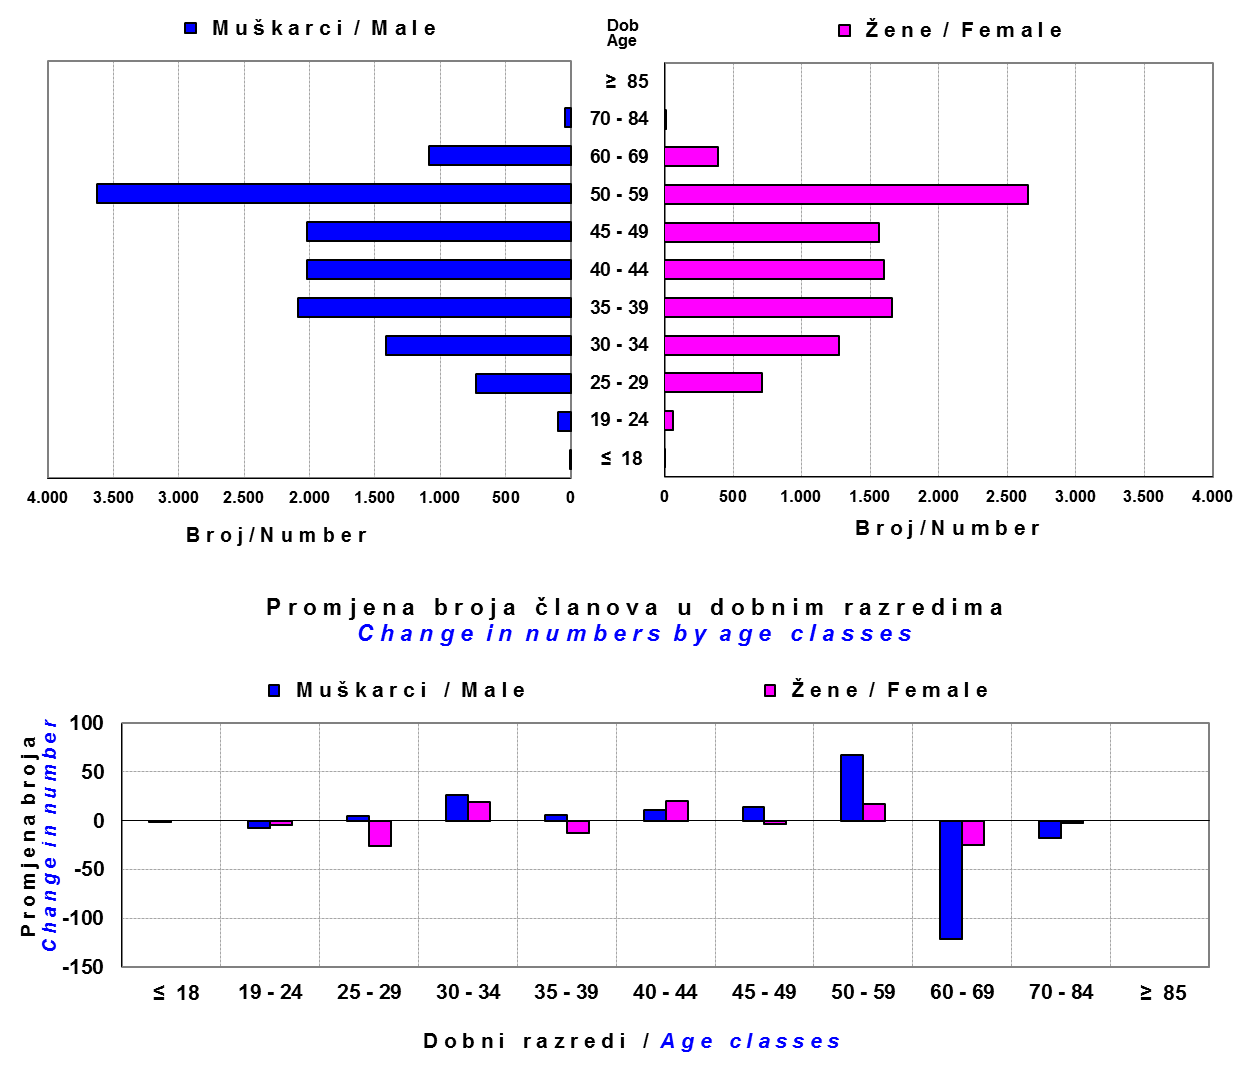 Muškarci / Male
Dob
Age
Žene / Female
≥ 85
70 - 84
60 - 69
50 - 59
45 - 49
40 - 44
35 - 39
30 - 34
25 - 29
19 - 24
≤ 18
4.000 3.500 3.000 2.500 2.000 1.500 1.000 500 0
0 500 1.000 1.500 2.000 2.500 3.000 3.500 4.000
Broj/Number
Broj/Number
Promjena broja članova u dobnim razredima
Change in numbers by age classes
Muškarci / Male
Žene / Female
Promjena broja
Change in number
100
50
0
-50
-100
-150
≤ 18 19 - 24 25 - 29 30 - 34 35 - 39 40 - 44 45 - 49 50 - 59 60 - 69 70 - 84 ≥ 85
Dobni razredi / Age classes